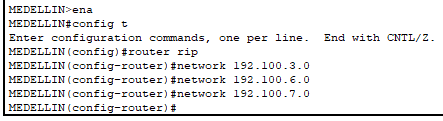 MEDELLIN>ena
MEDELLIN#config t
Enter configuration commands, one per line.  End with CNTL/Z.
MEDELLIN(config)#router rip
MEDELLIN(config-router)#network 192.100.3.0
MEDELLIN(config-router)#network 192.100.6.0
MEDELLIN(config-router)#network 192.100.7.0
MEDELLIN(config-router)#